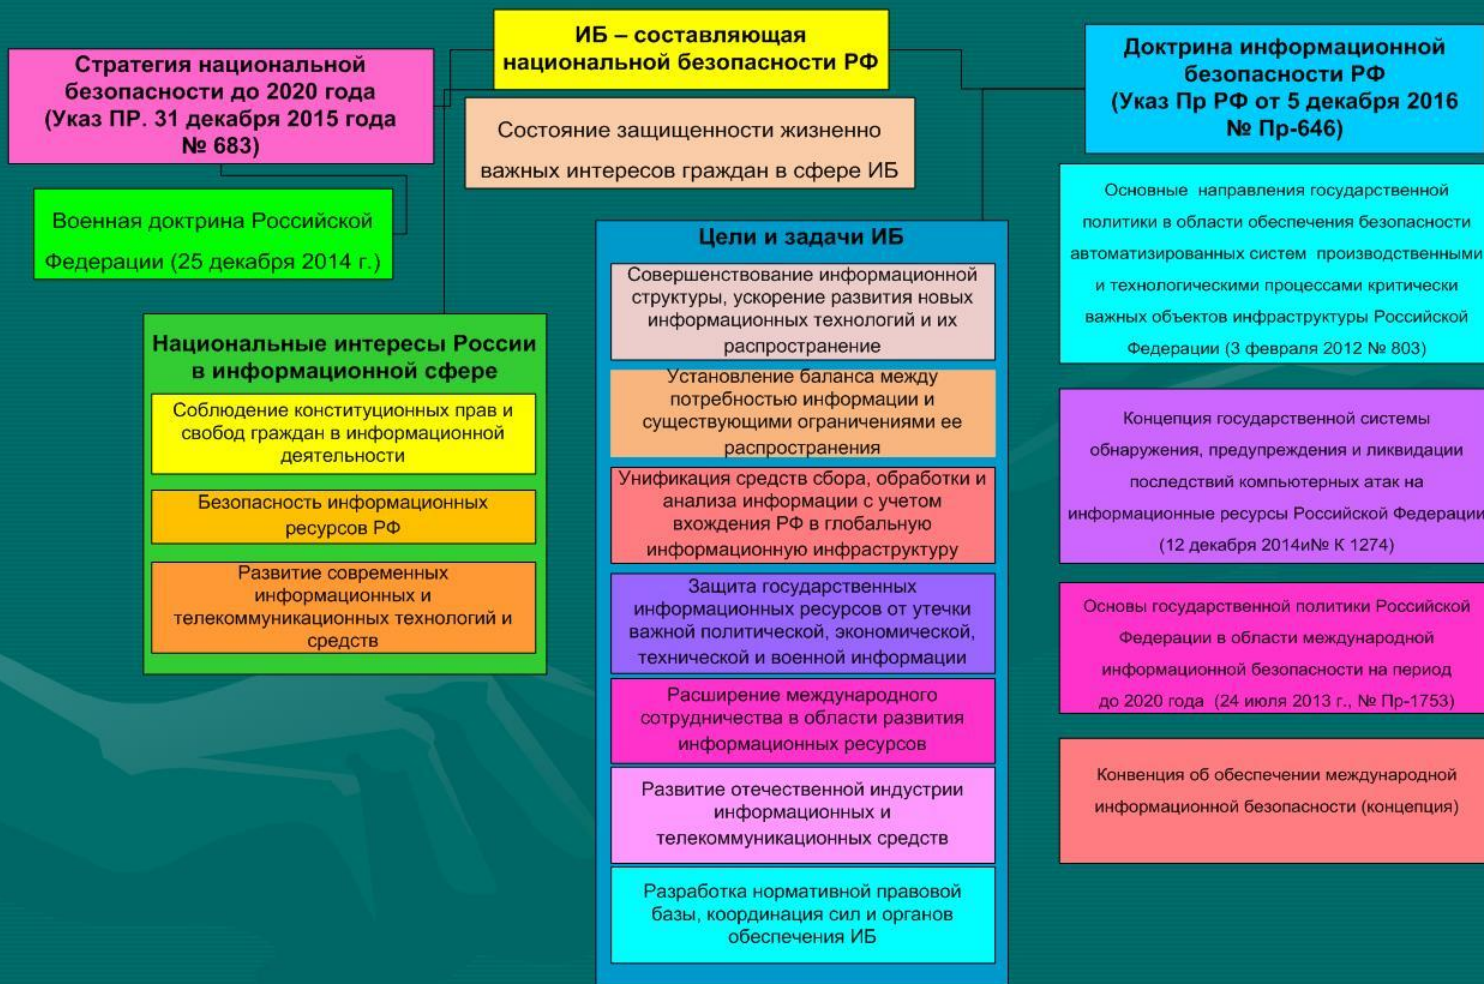 ИБ – составляющая
национальной безопасности РФ
Стратегия национальной
безопасности до 2020 года
(Указ ПР. 31 декабря 2015 года
№ 683)
Доктрина информационной
безопасности РФ
(Указ Пр РФ от 5 декабря 2016
№ Пр-646)
Состояние защищенности жизненно
важных интересов граждан в сфере ИБ
Военная доктрина Российской
Федерации (25 декабря 2014 г.)
Национальные интересы России
в информационной сфере
Соблюдение конституционных прав и
свобод граждан в информационной
деятельности
Безопасность информационных
ресурсов РФ
Развитие современных
информационных и
телекоммуникационных технологий и
средств
Цели и задачи ИБ
Совершенствование информационной
структуры, ускорение развития новых
информационных технологий и их
распространение
Установление баланса между
потребностью информации и
существующими ограничениями ее
распространения
Унификация средств сбора, обработки и
анализа информации с учетом
вхождения РФ в глобальную
информационную инфраструктуру
Защита государственных
информационных ресурсов от утечки
важной политической, экономической,
технической и военной информации
Расширение международного
сотрудничества в области развития
информационных ресурсов
Развитие отечественной индустрии
информационных и
телекоммуникационных средств
Разработка нормативной правовой
базы, координация сил и органов
обеспечения ИБ
Основные направления государственной
политики в области обеспечения безопасности
автоматизированных систем производственными
и технологическими процессами критически
важных объектов инфраструктуры Российской
Федерации (3 февраля 2012 № 803)
Концепция государственной системы
обнаружения, предупреждения и ликвидации
последствий компьютерных атак на
информационные ресурсы Российской Федерации
(12 декабря 2014и№ К 1274)
Основы государственной политики Российской
Федерации в области международной
информационной безопасности на период
до 2020 года (24 июля 2013 г., № Пр-1753)
Конвенция об обеспечении международной
информационной безопасности (концепция)